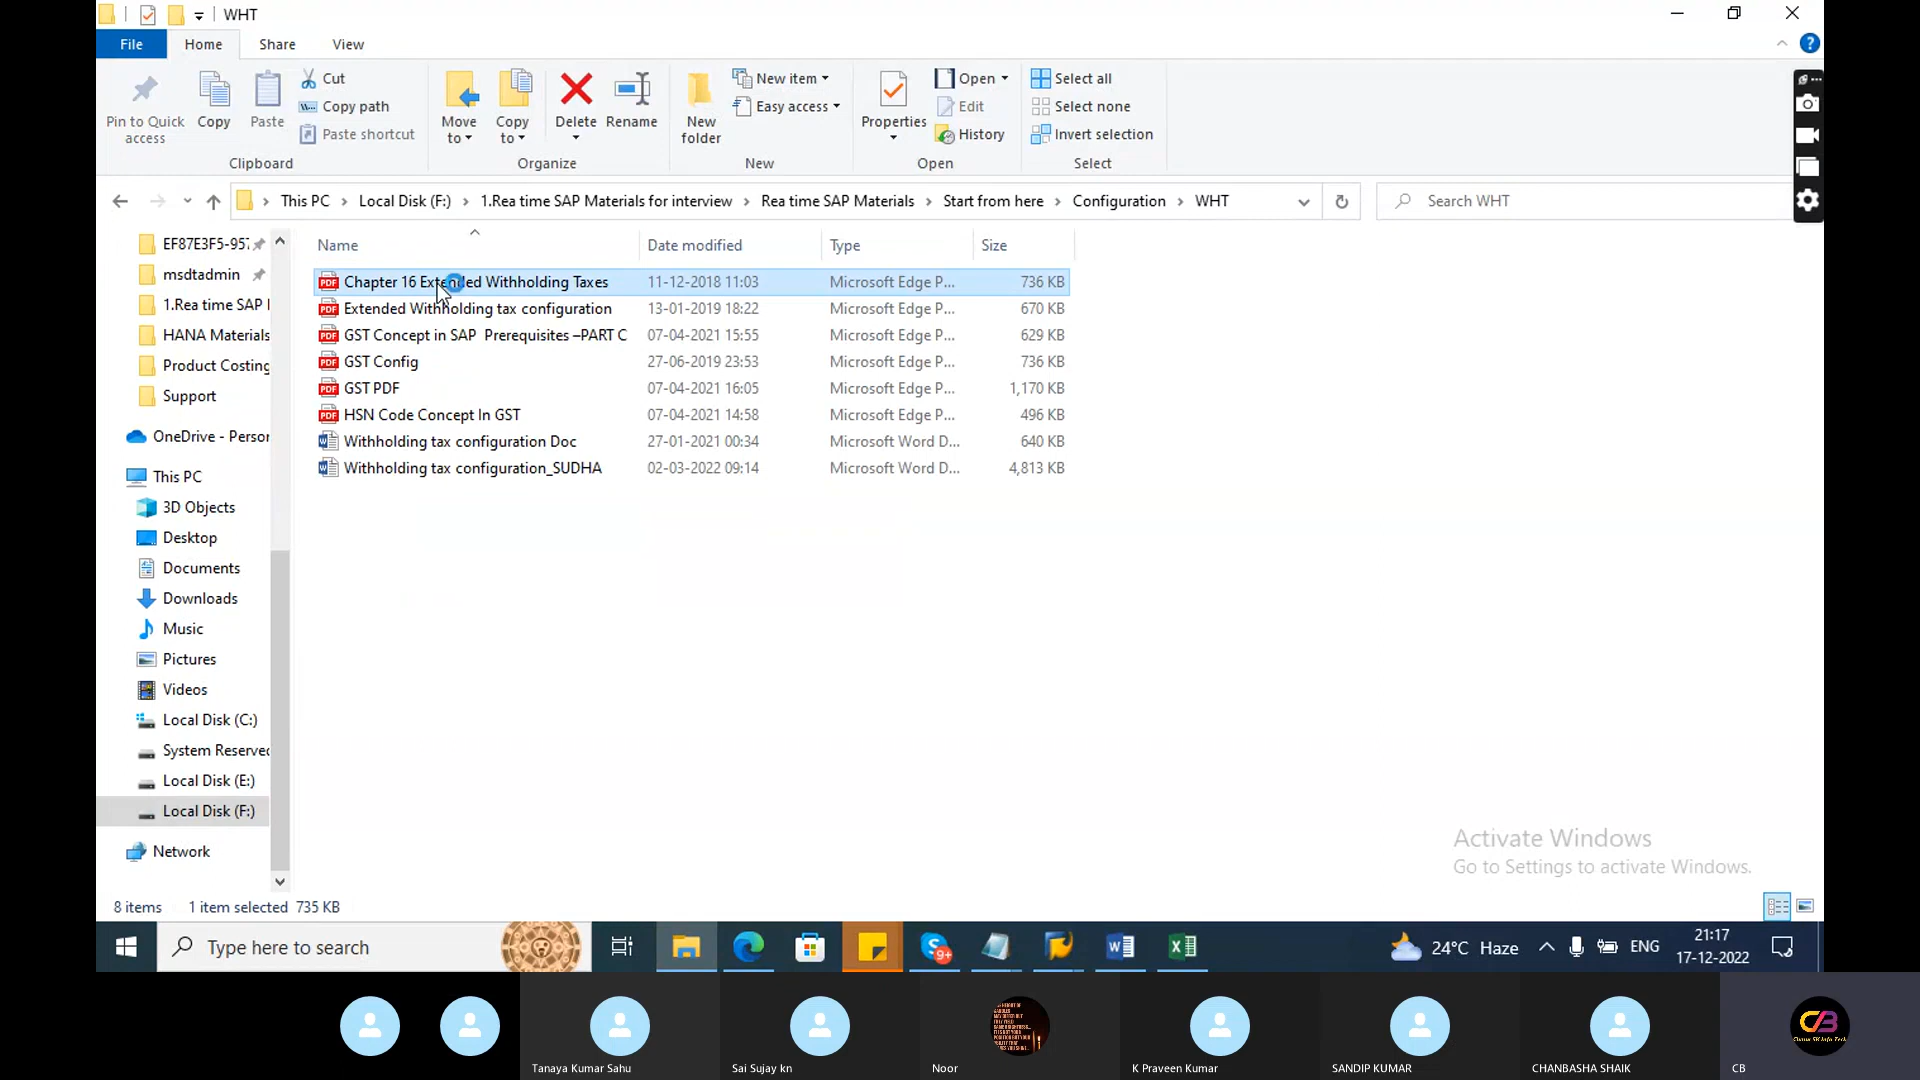 WHT
File Home Share View
Pin to Quick access
Copy
Paste
Cut
Copy path
Paste shortcut
Clipboard
Move to
Copy to
Delete
Rename
Organize
New folder
New item
Easy access
New
Properties
Open
Edit
History
Open
Select all
Select none
Invert selection
Select
This PC Local Disk (F:) 1.Rea time SAP Materials for interview Rea time SAP Materials Start from here Configuration WHT
Search WHT
EF87E3F5-957
msdtadmin
1.Rea time SAP
HANA Materials
Product Costing
Support
OneDrive - Person
This PC
3D Objects
Desktop
Documents
Downloads
Music
Pictures
Videos
Local Disk (C:)
System Reserved
Local Disk (E:)
Local Disk (F:)
Network
Name Date modified Type Size
Chapter 16 Extended Withholding Taxes 11-12-2018 11:03 Microsoft Edge P... 736 KB
Extended Withholding tax configuration 13-01-2019 18:22 Microsoft Edge P... 670 KB
GST Concept in SAP Prerequisites –PART C 07-04-2021 15:55 Microsoft Edge P... 629 KB
GST Config 27-06-2019 23:53 Microsoft Edge P... 736 KB
GST PDF 07-04-2021 16:05 Microsoft Edge P... 1,170 KB
HSN Code Concept In GST 07-04-2021 14:58 Microsoft Edge P... 496 KB
Withholding tax configuration Doc 27-01-2021 00:34 Microsoft Word D... 640 KB
Withholding tax configuration_SUDHA 02-03-2022 09:14 Microsoft Word D... 4,813 KB
Activate Windows
Go to Settings to activate Windows.
8 items 1 item selected 735 KB
Type here to search
9+
24°C Haze
ENG
21:17
17-12-2022
Tanaya Kumar Sahu
Sai Sujay kn
Noor
K Praveen Kumar
SANDIP KUMAR
CHANBASHA SHAIK
CB